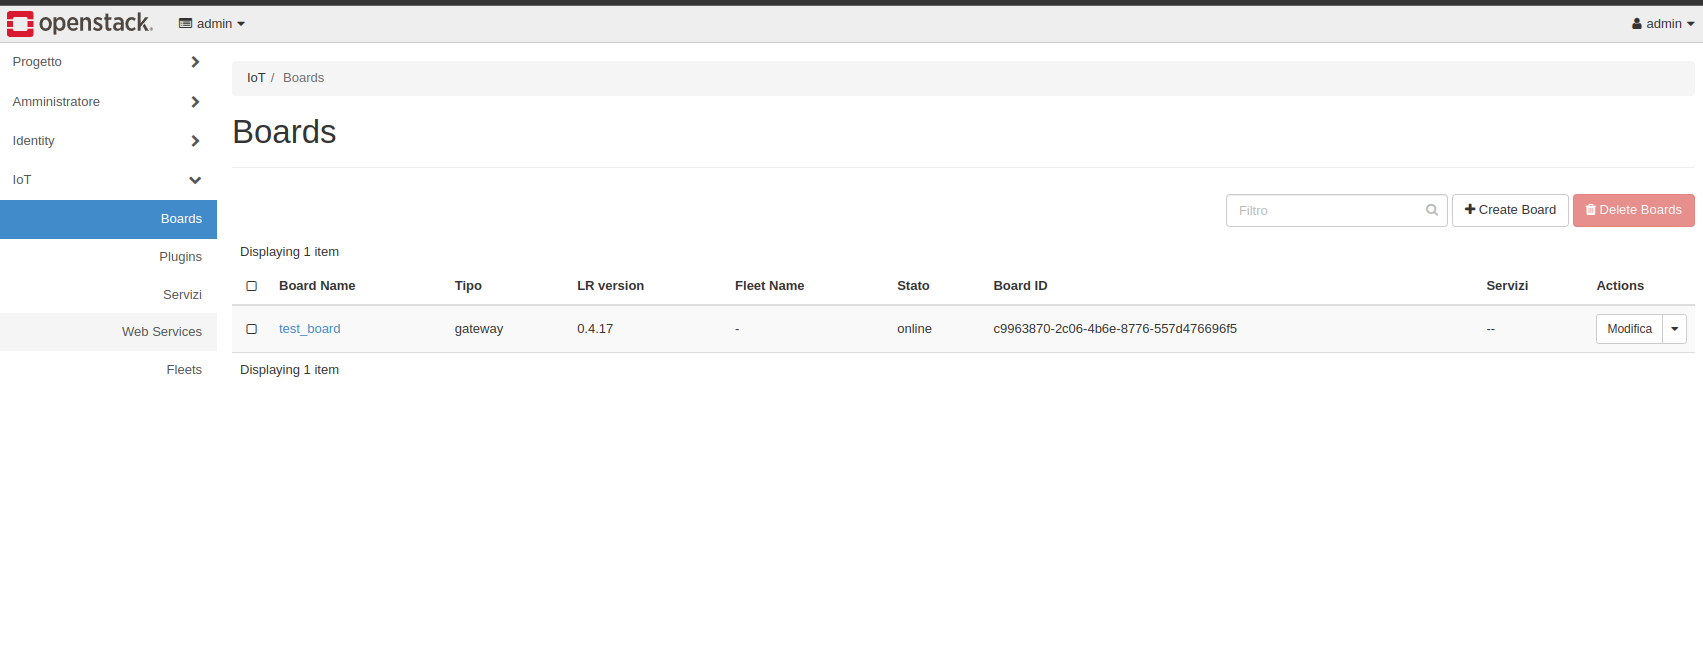 openstack. admin admin
Progetto
Amministratore
Identity
IoT
Boards
Plugins
Servizi
Web Services
Fleets
IoT / Boards
Boards
Filtro Create Board Delete Boards
Displaying 1 item
Board Name Tipo LR version Fleet Name Stato Board ID Servizi Actions
test_board gateway 0.4.17 - online c9963870-2c06-4b6e-8776-557d476696f5 -- Modifica
Displaying 1 item